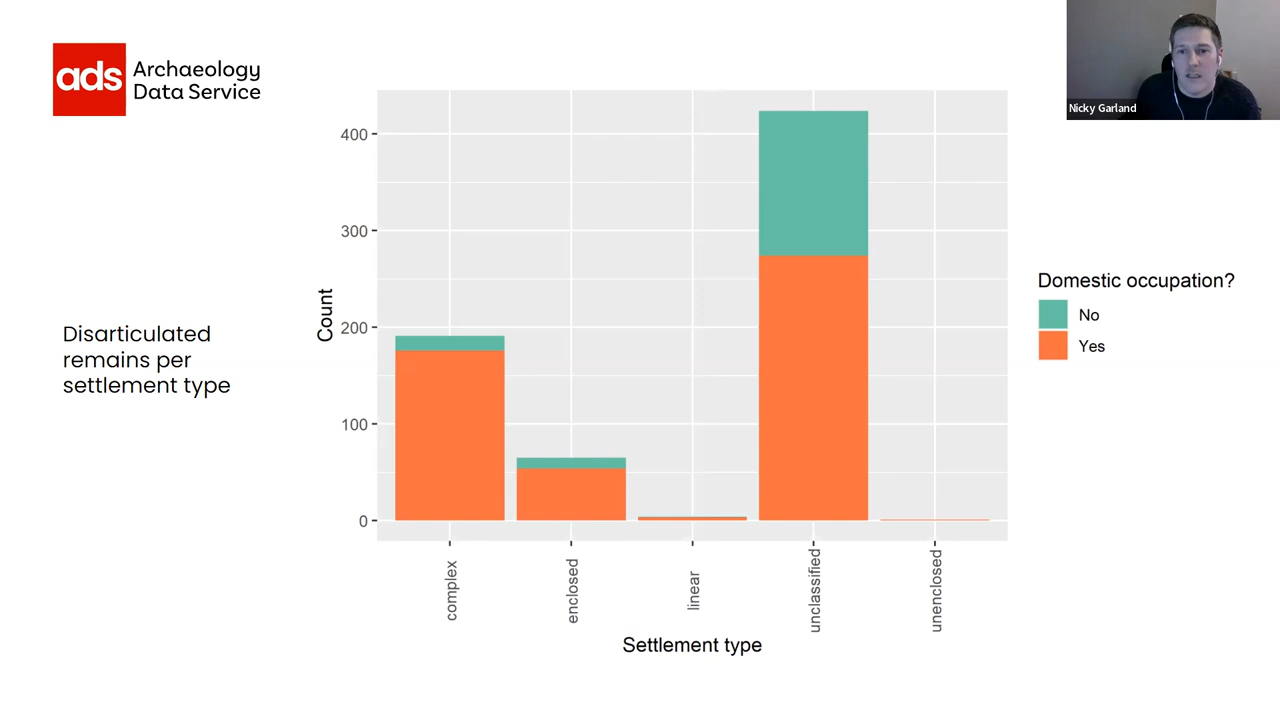 ads Archaeology
Data Service
Nicky Garland
Disarticulated
remains per
settlement type
Count
400
300
200
100
0
complex
enclosed
linear
unclassified
unenclosed
Settlement type
Domestic occupation?
No
Yes